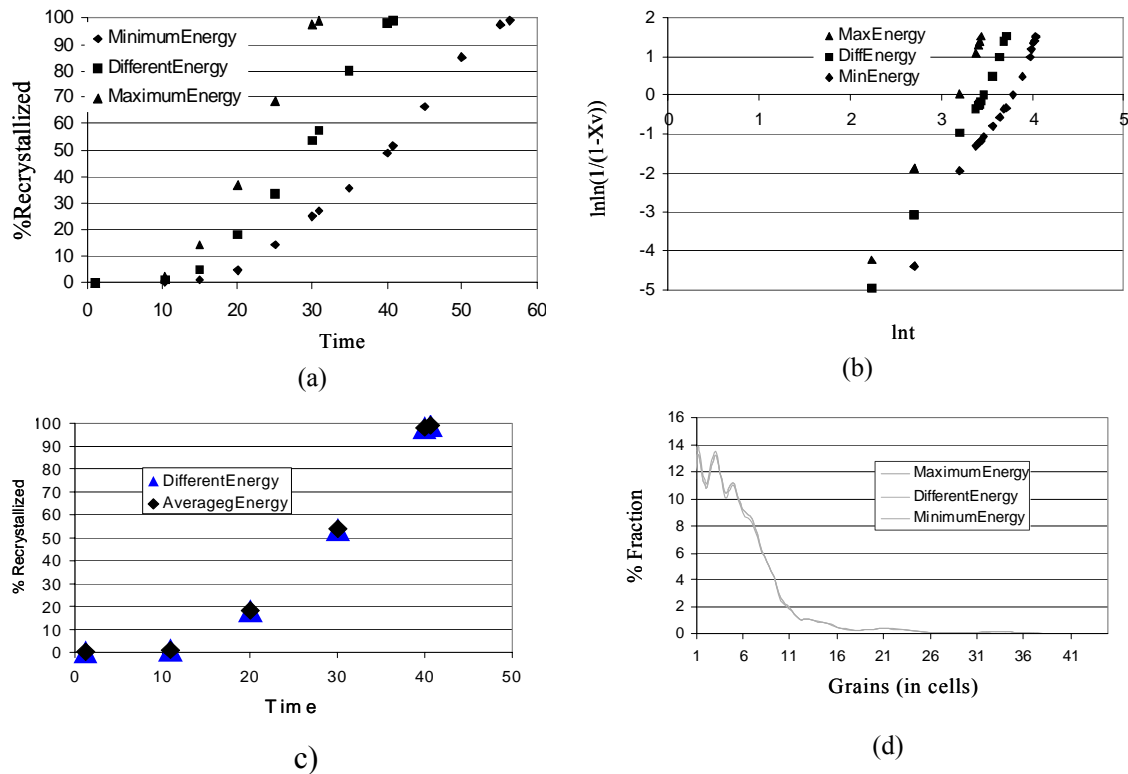 100
90
80
70
60
50
40
30
20
10
0
%Recrystallized
MinimumEnergy
DifferentEnergy
MaximumEnergy
0 10 20 30 40 50 60
Time
(a)
2
1
0
-1
-2
-3
-4
-5
lnln(1/(1-Xv))
MaxEnergy
DiffEnergy
MinEnergy
0 1 2 3 4 5
lnt
(b)
100
90
80
70
60
50
40
30
20
10
0
% Recrystallized
DifferentEnergy
AveragegEnergy
0 10 20 30 40 50
Time
c)
16
14
12
10
8
6
4
2
0
% Fraction
MaximumEnergy
DifferentEnergy
MinimumEnergy
1 6 11 16 21 26 31 36 41
Grains (in cells)
(d)